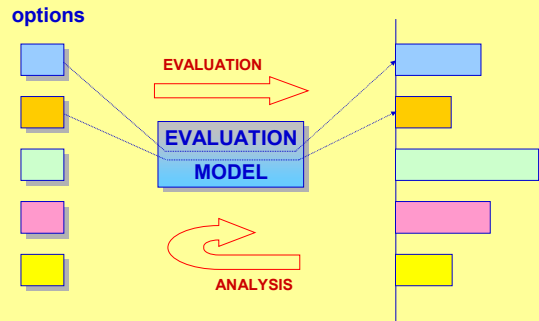 options
EVALUATION
EVALUATION
MODEL
ANALYSIS